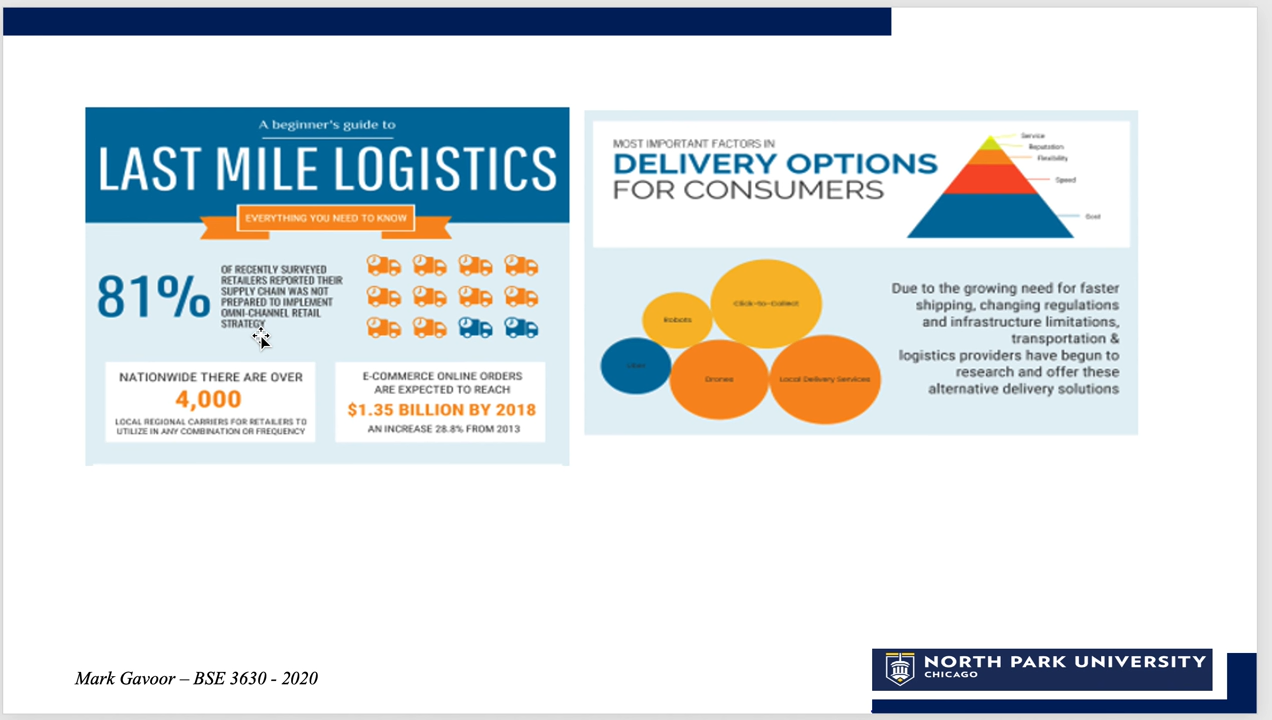 A beginner's guide to
LAST MILE LOGISTICS
EVERYTHING YOU NEED TO KNOW
81%
OF RECENTLY SURVEYED
RETAILERS REPORTED THEIR
SUPPLY CHAIN WAS NOT
PREPARED TO IMPLEMENT
OMNI-CHANNEL RETAIL
STRATEGY
NATIONWIDE THERE ARE OVER
4,000
LOCAL REGIONAL CARRIERS FOR RETAILERS TO
UTILIZE IN ANY COMBINATION OR FREQUENCY
E-COMMERCE ONLINE ORDERS
ARE EXPECTED TO REACH
$1.35 BILLION BY 2018
AN INCREASE 28.8% FROM 2013
MOST IMPORTANT FACTORS IN
DELIVERY OPTIONS
FOR CONSUMERS
Service
Reputation
Flexibility
Speed
Cost
Click-to-Collect
Robots
Drones
Local Delivery Services
Due to the growing need for faster
shipping, changing regulations
and infrastructure limitations,
transportation &
logistics providers have begun to
research and offer these
alternative delivery solutions
Mark Gavoor – BSE 3630 - 2020
NORTH PARK UNIVERSITY
CHICAGO